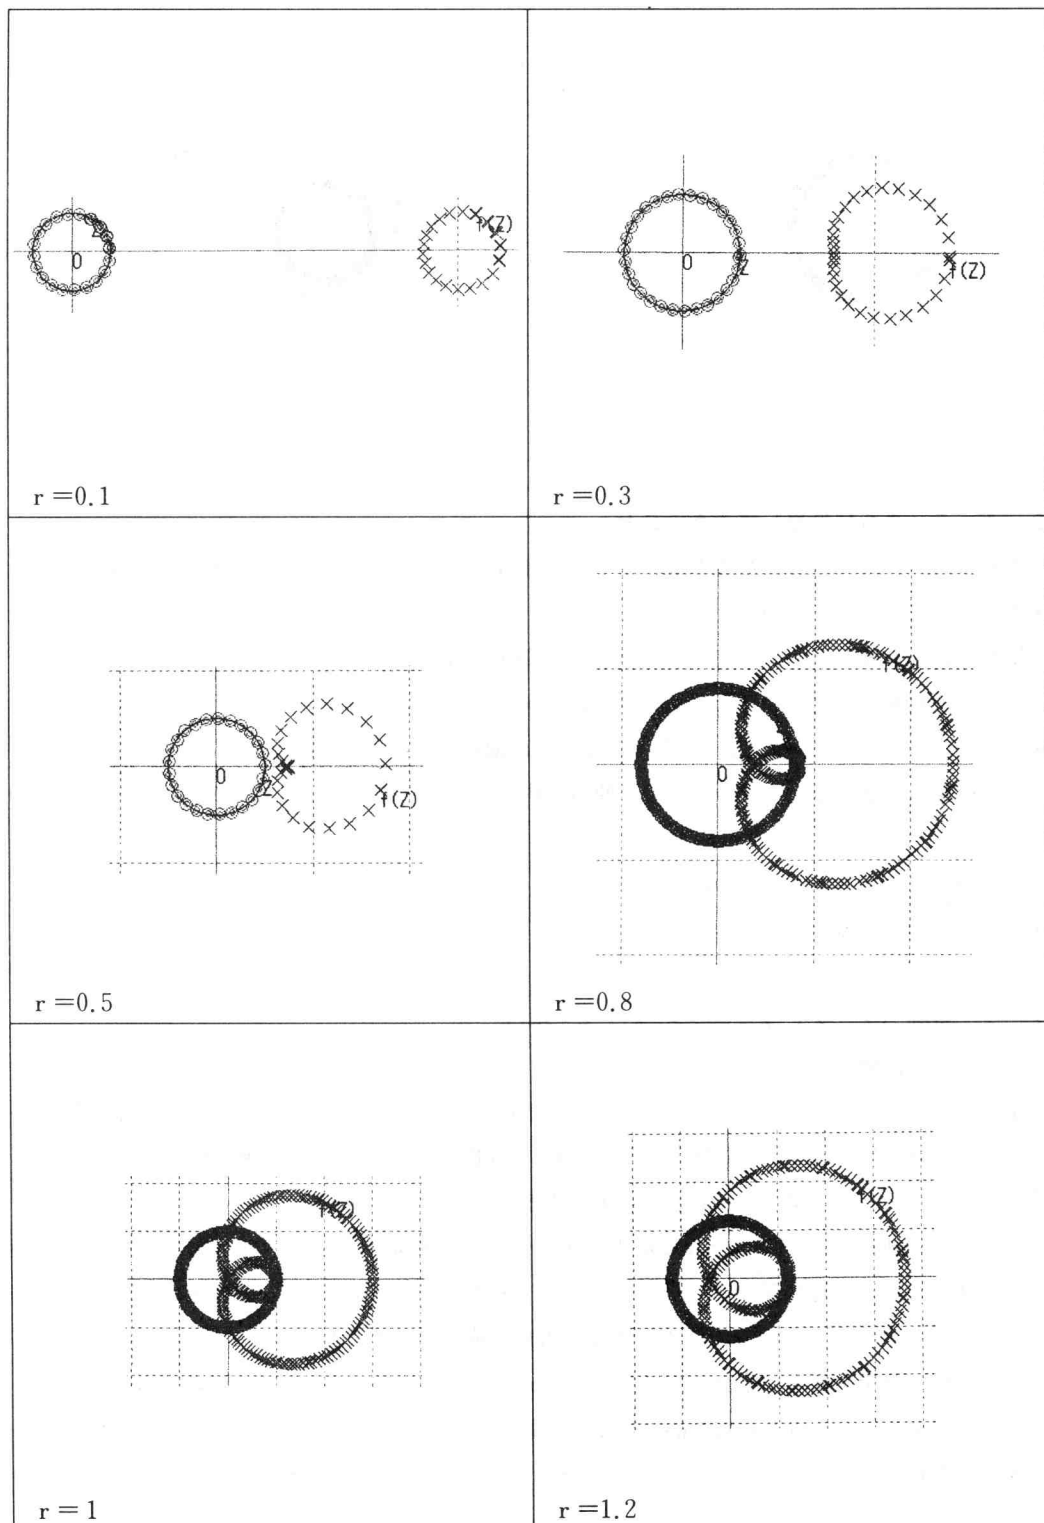 Z
0
f(Z)
r =0.1
0
Z
f(Z)
r =0.3
0
Z
f(Z)
r =0.5
0
f(Z)
r =0.8
f(Z)
r = 1
0
f(Z)
r =1.2